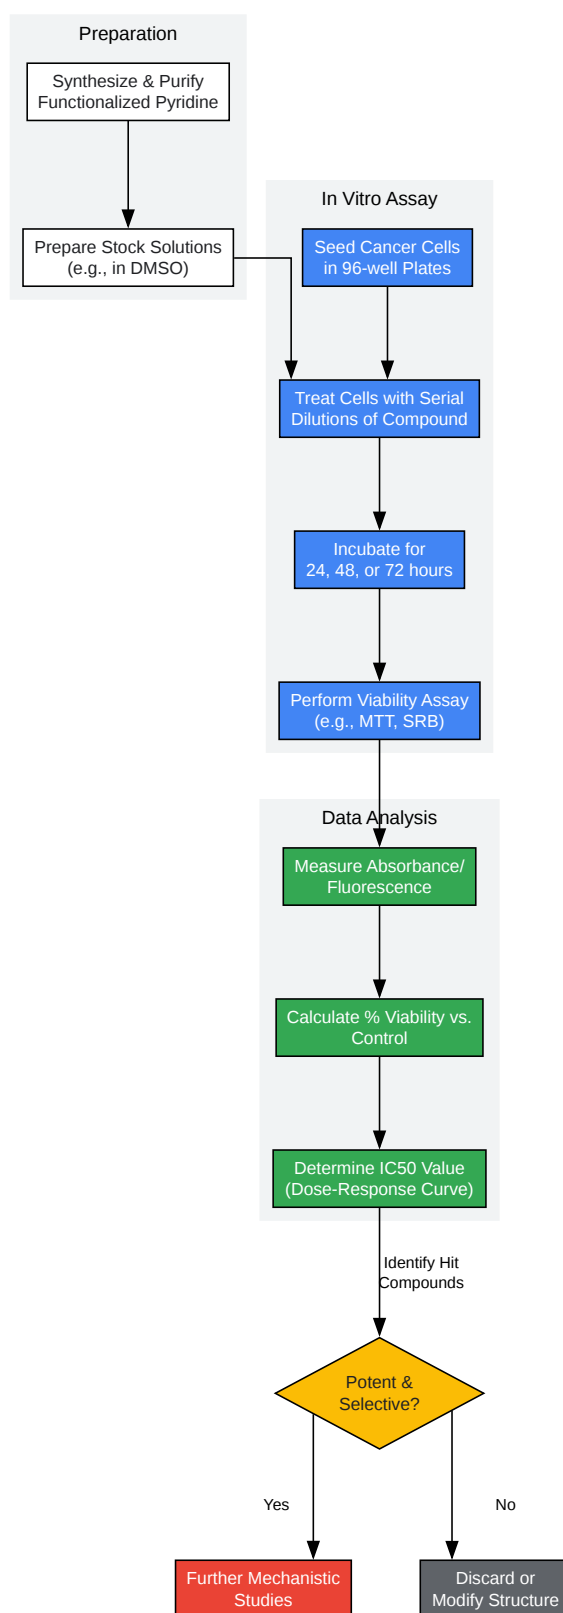 Preparation
Synthesize & Purify
Functionalized Pyridine
Prepare Stock Solutions
(e.g., in DMSO)
In Vitro Assay
Seed Cancer Cells
in 96-well Plates
Treat Cells with Serial
Dilutions of Compound
Incubate for
24, 48, or 72 hours
Perform Viability Assay
(e.g., MTT, SRB)
Data Analysis
Measure Absorbance/
Fluorescence
Calculate % Viability vs.
Control
Determine IC50 Value
(Dose-Response Curve)
Identify Hit
Compounds
Potent &
Selective?
Yes
No
Further Mechanistic
Studies
Discard or
Modify Structure